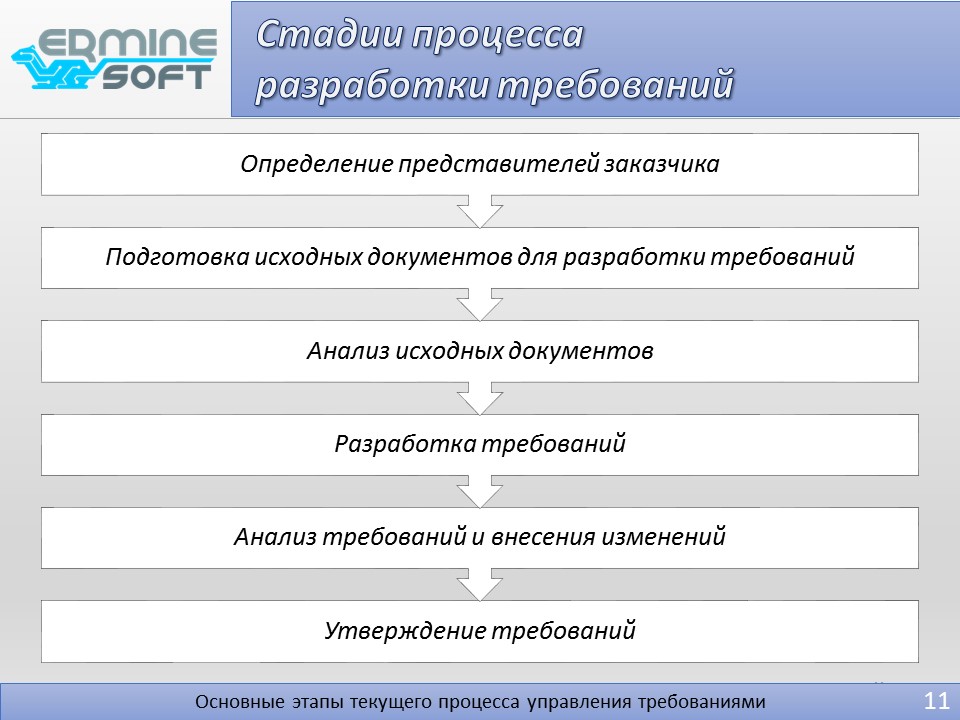 ERMINE
SOFT
Стадии процесса
разработки требований
Определение представителей заказчика
Подготовка исходных документов для разработки требований
Анализ исходных документов
Разработка требований
Анализ требований и внесения изменений
Утверждение требований
Основные этапы текущего процесса управления требованиями
11